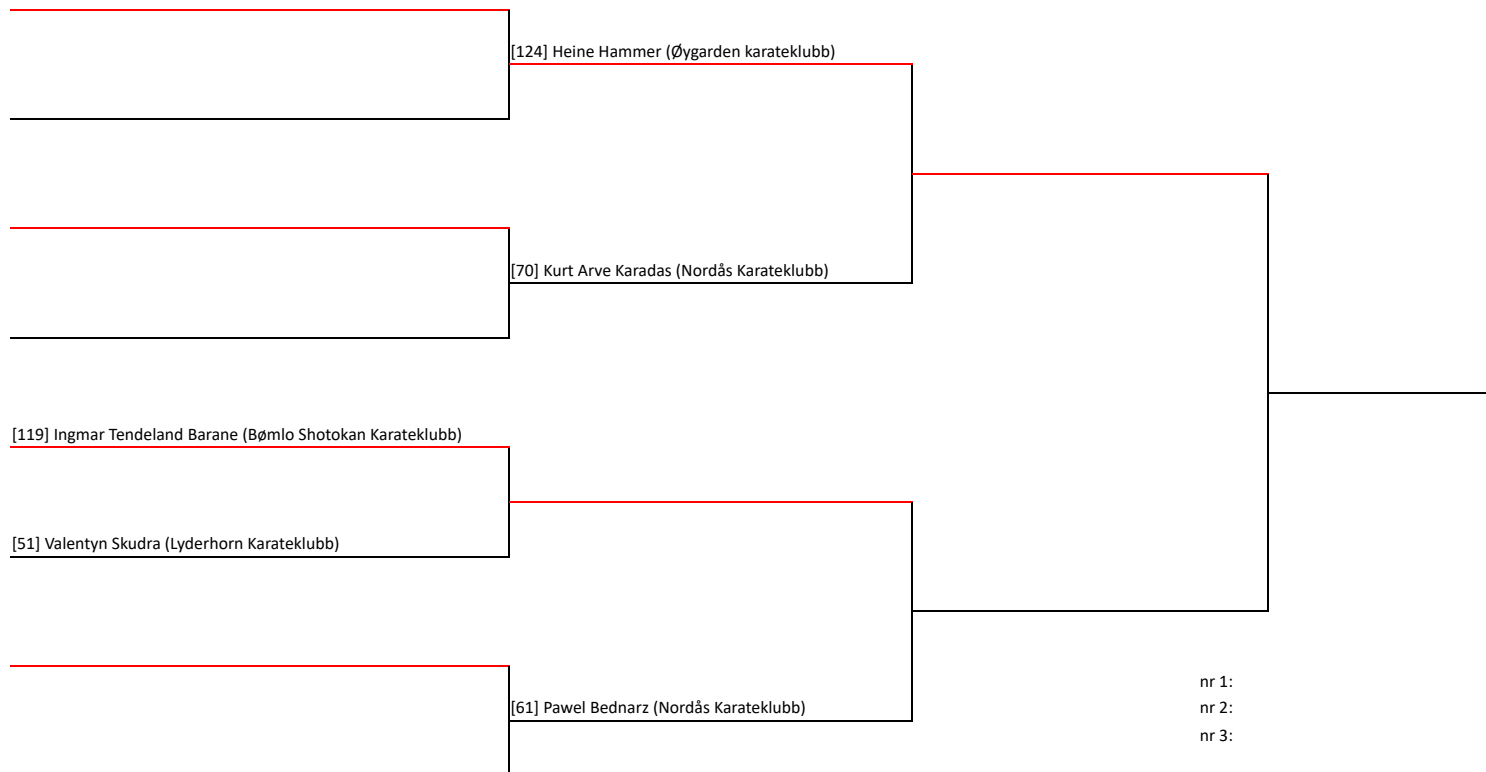 [124] Heine Hammer (Øygarden karateklubb)
[70] Kurt Arve Karadas (Nordås Karateklubb)
[119] Ingmar Tendeland Barane (Bømlo Shotokan Karateklubb)
[51] Valentyn Skudra (Lyderhorn Karateklubb)
[61] Pawel Bednarz (Nordås Karateklubb)
nr 1:
nr 2:
nr 3: